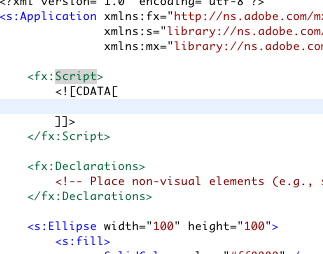 <?xml version="1.0" encoding="utf-8"?>
<s:Application xmlns:fx="http://ns.adobe.com/m
xmlns:s="library://ns.adobe.com/
xmlns:mx="library://ns.adobe.com
<fx:Script>
<![CDATA[
]]>
</fx:Script>
<fx:Declarations>
<!-- Place non-visual elements (e.g., s
</fx:Declarations>
<s:Ellipse width="100" height="100">
<s:fill>